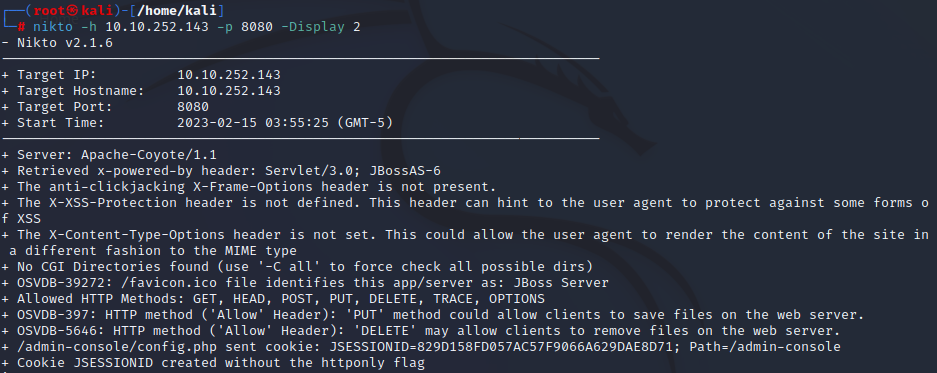 ┌──(root㉿kali)-[/home/kali]
└─# nikto -h 10.10.252.143 -p 8080 -Display 2
- Nikto v2.1.6
---------------------------------------------------------------------------
+ Target IP:          10.10.252.143
+ Target Hostname:    10.10.252.143
+ Target Port:        8080
+ Start Time:         2023-02-15 03:55:25 (GMT-5)
---------------------------------------------------------------------------
+ Server: Apache-Coyote/1.1
+ Retrieved x-powered-by header: Servlet/3.0; JBossAS-6
+ The anti-clickjacking X-Frame-Options header is not present.
+ The X-XSS-Protection header is not defined. This header can hint to the user agent to protect against some forms o
f XSS
+ The X-Content-Type-Options header is not set. This could allow the user agent to render the content of the site in
 a different fashion to the MIME type
+ No CGI Directories found (use '-C all' to force check all possible dirs)
+ OSVDB-39272: /favicon.ico file identifies this app/server as: JBoss Server
+ Allowed HTTP Methods: GET, HEAD, POST, PUT, DELETE, TRACE, OPTIONS
+ OSVDB-397: HTTP method ('Allow' Header): 'PUT' method could allow clients to save files on the web server.
+ OSVDB-5646: HTTP method ('Allow' Header): 'DELETE' may allow clients to remove files on the web server.
+ /admin-console/config.php sent cookie: JSESSIONID=829D158FD057AC57F9066A629DAE8D71; Path=/admin-console
+ Cookie JSESSIONID created without the httponly flag